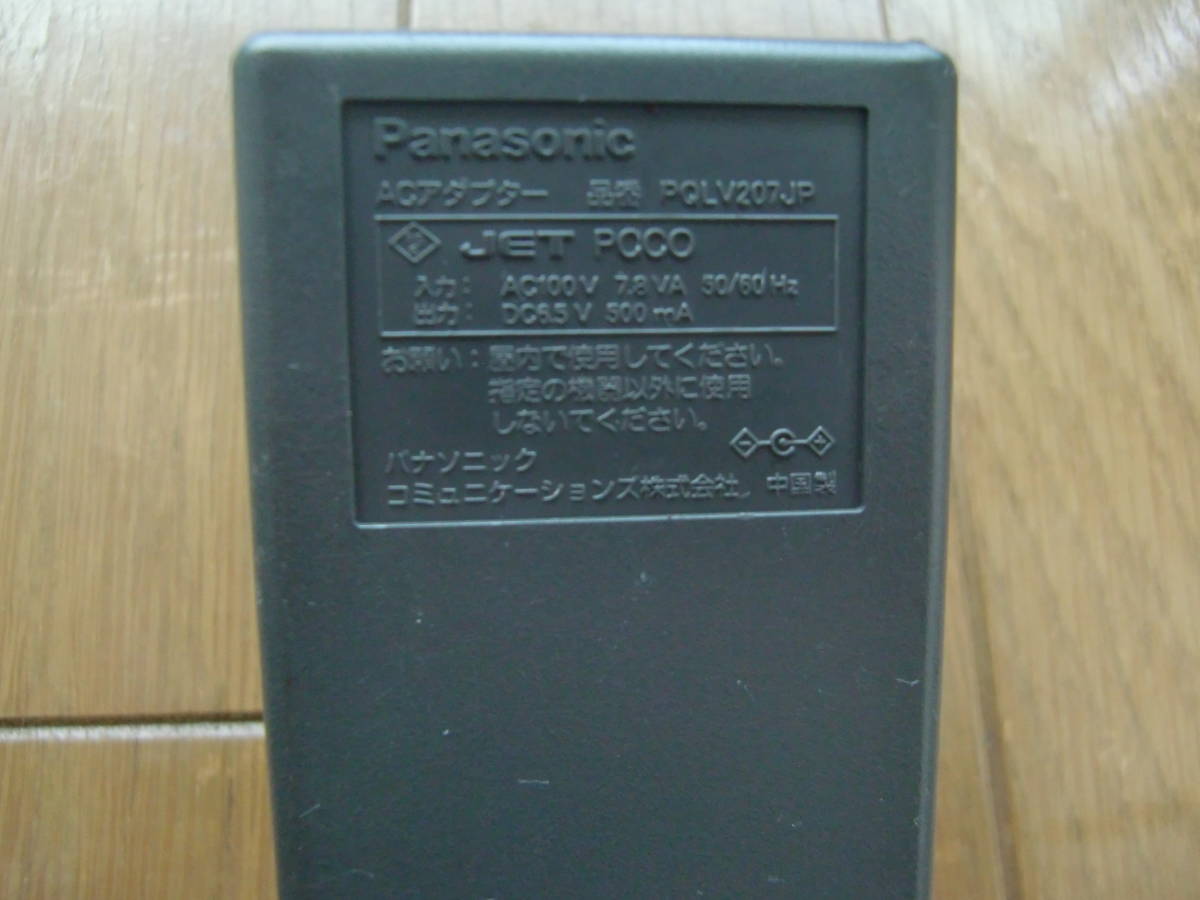 Panasonic
ACアダプター 品番 PQLV207JP
JET PCCO
入力: AC100V 7.8VA 50/60Hz
出力: DC6.5V 500mA
お願い:屋内で使用してください。
指定の機器以外に使用
しないでください。
パナソニック
コミュニケーションズ株式会社 中国製